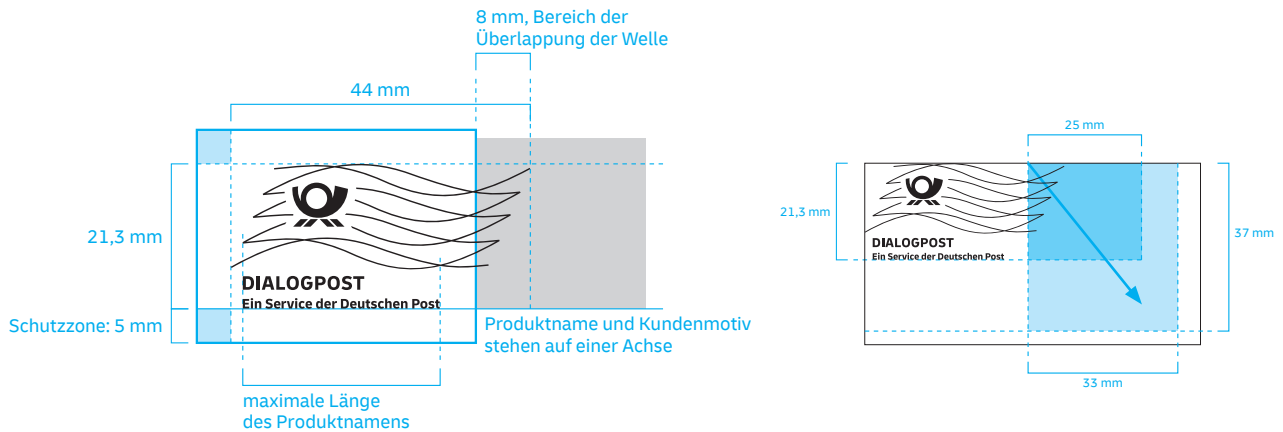 8 mm, Bereich der
Überlappung der Welle
44 mm
21,3 mm
DIALOGPOST
Ein Service der Deutschen Post
Schutzzone: 5 mm
Produktname und Kundenmotiv
stehen auf einer Achse
maximale Länge
des Produktnamens
25 mm
21,3 mm
37 mm
DIALOGPOST
Ein Service der Deutschen Post
33 mm